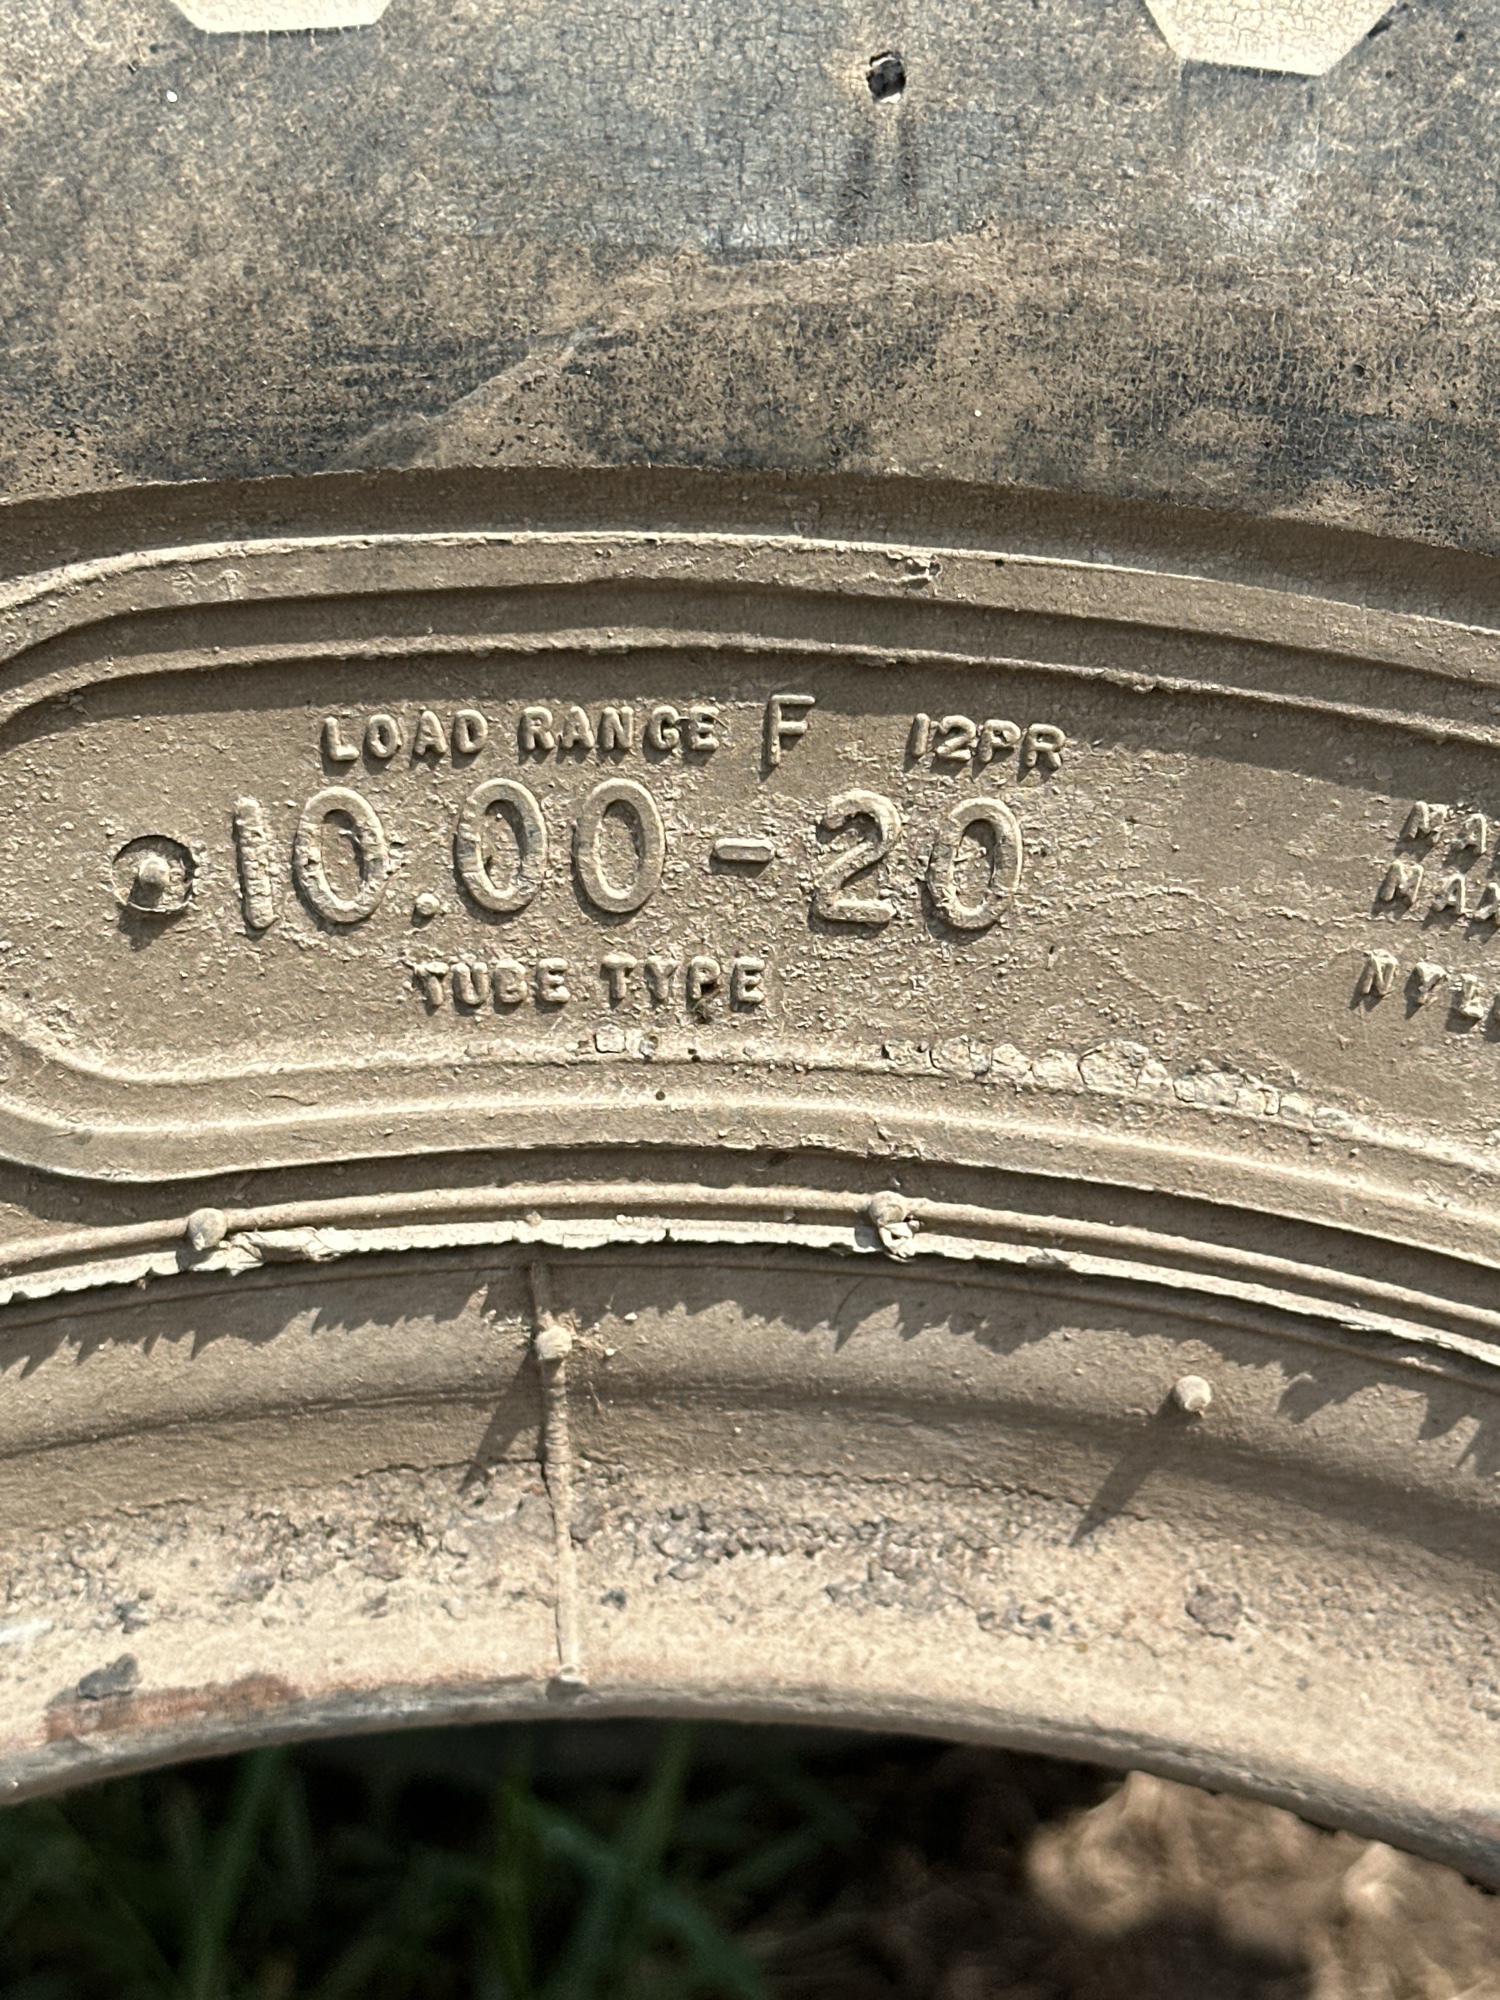 LOAD RANGE F 12PR
10.00-20
TUBE TYPE